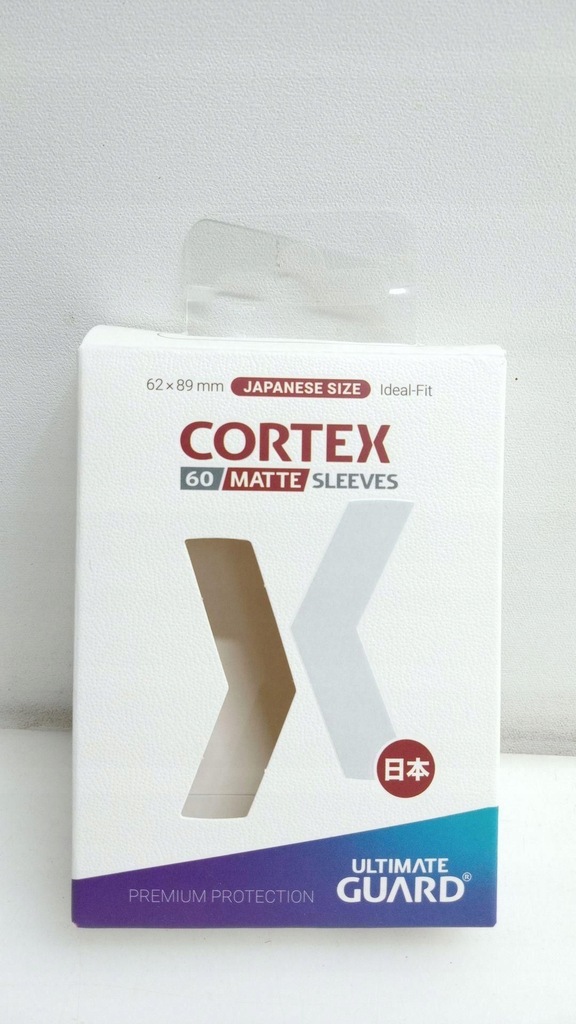 62 × 89 mm JAPANESE SIZE Ideal-Fit
CORTEX
60 MATTE SLEEVES
日本
ULTIMATE
GUARD®
PREMIUM PROTECTION